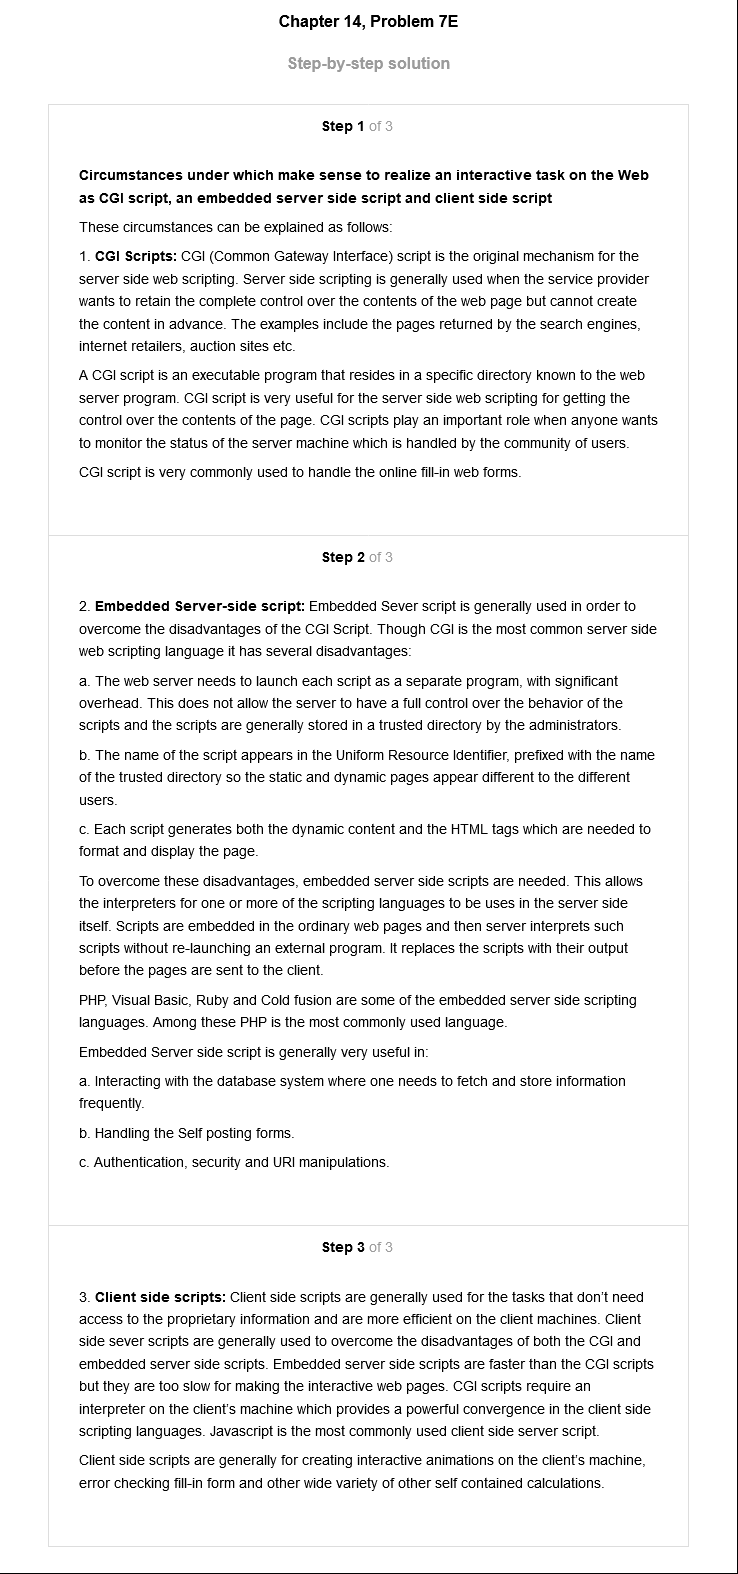 Chapter 14, Problem 7E
Step-by-step solution
Step 1 of 3
Circumstances under which make sense to realize an interactive task on the Web
as CGI script, an embedded server side script and client side script
These circumstances can be explained as follows:
1. CGI Scripts: CGI (Common Gateway Interface) script is the original mechanism for the
server side web scripting. Server side scripting is generally used when the service provider
wants to retain the complete control over the contents of the web page but cannot create
the content in advance. The examples include the pages returned by the search engines,
internet retailers, auction sites etc.
A CGI script is an executable program that resides in a specific directory known to the web
server program. CGI script is very useful for the server side web scripting for getting the
control over the contents of the page. CGI scripts play an important role when anyone wants
to monitor the status of the server machine which is handled by the community of users.
CGI script is very commonly used to handle the online fill-in web forms.
Step 2 of 3
2. Embedded Server-side script: Embedded Sever script is generally used in order to
overcome the disadvantages of the CGI Script. Though CGI is the most common server side
web scripting language it has several disadvantages:
a. The web server needs to launch each script as a separate program, with significant
overhead. This does not allow the server to have a full control over the behavior of the
scripts and the scripts are generally stored in a trusted directory by the administrators.
b. The name of the script appears in the Uniform Resource Identifier, prefixed with the name
of the trusted directory so the static and dynamic pages appear different to the different
users.
c. Each script generates both the dynamic content and the HTML tags which are needed to
format and display the page.
To overcome these disadvantages, embedded server side scripts are needed. This allows
the interpreters for one or more of the scripting languages to be uses in the server side
itself. Scripts are embedded in the ordinary web pages and then server interprets such
scripts without re-launching an external program. It replaces the scripts with their output
before the pages are sent to the client.
PHP, Visual Basic, Ruby and Cold fusion are some of the embedded server side scripting
languages. Among these PHP is the most commonly used language.
Embedded Server side script is generally very useful in:
a. Interacting with the database system where one needs to fetch and store information
frequently.
b. Handling the Self posting forms.
c. Authentication, security and URI manipulations.
Step 3 of 3
3. Client side scripts: Client side scripts are generally used for the tasks that don't need
access to the proprietary information and are more efficient on the client machines. Client
side sever scripts are generally used to overcome the disadvantages of both the CGI and
embedded server side scripts. Embedded server side scripts are faster than the CGI scripts
but they are too slow for making the interactive web pages. CGI scripts require an
interpreter on the client's machine which provides a powerful convergence in the client side
scripting languages. Javascript is the most commonly used client side server script.
Client side scripts are generally for creating interactive animations on the client's machine,
error checking fill-in form and other wide variety of other self contained calculations.